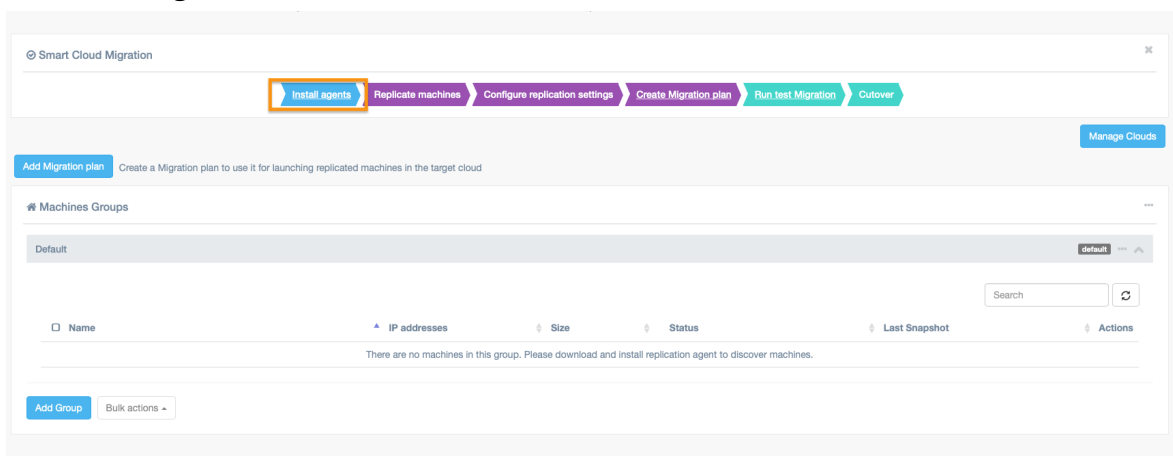 Smart Cloud Migration
Install agents Replicate machines Configure replication settings Create Migration plan Run test Migration Cutover
Manage Clouds
Add Migration plan Create a Migration plan to use it for launching replicated machines in the target cloud
Machines Groups
Default default
Search
Name IP addresses Size Status Last Snapshot Actions
There are no machines in this group. Please download and install replication agent to discover machines.
Add Group Bulk actions